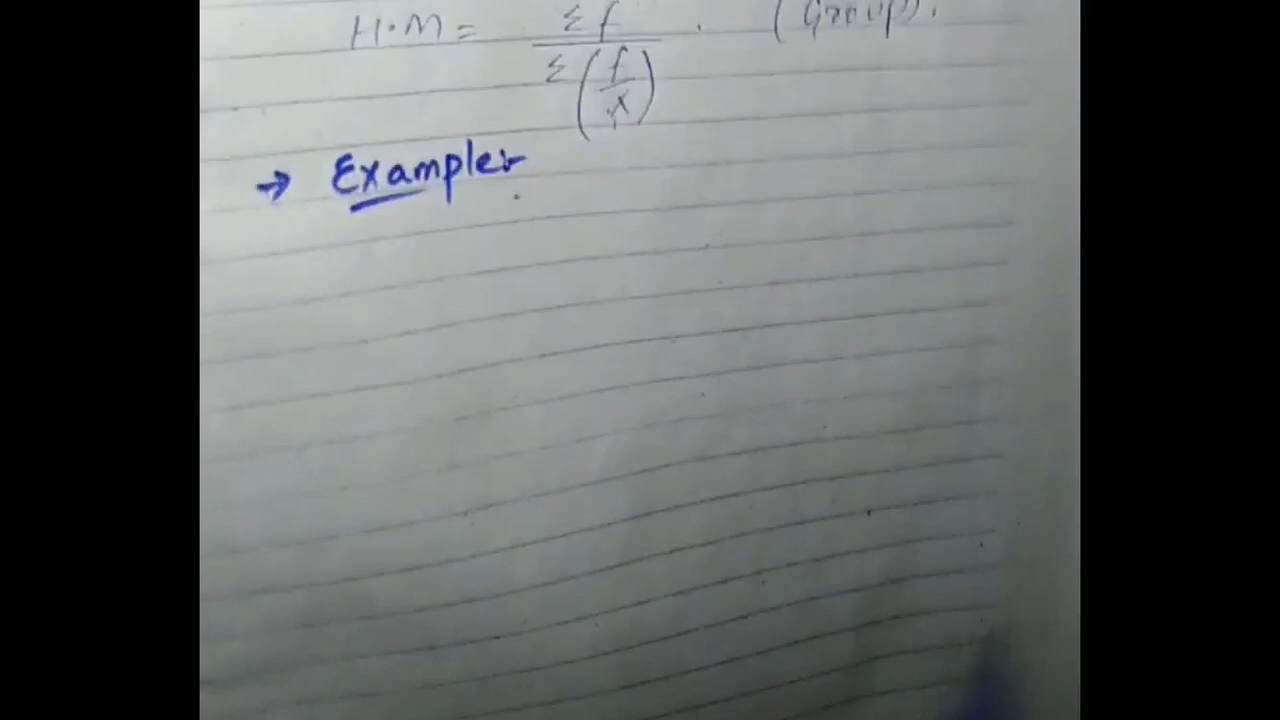 H.M = Σf / Σ(f/x) . (Group).
→ Examples